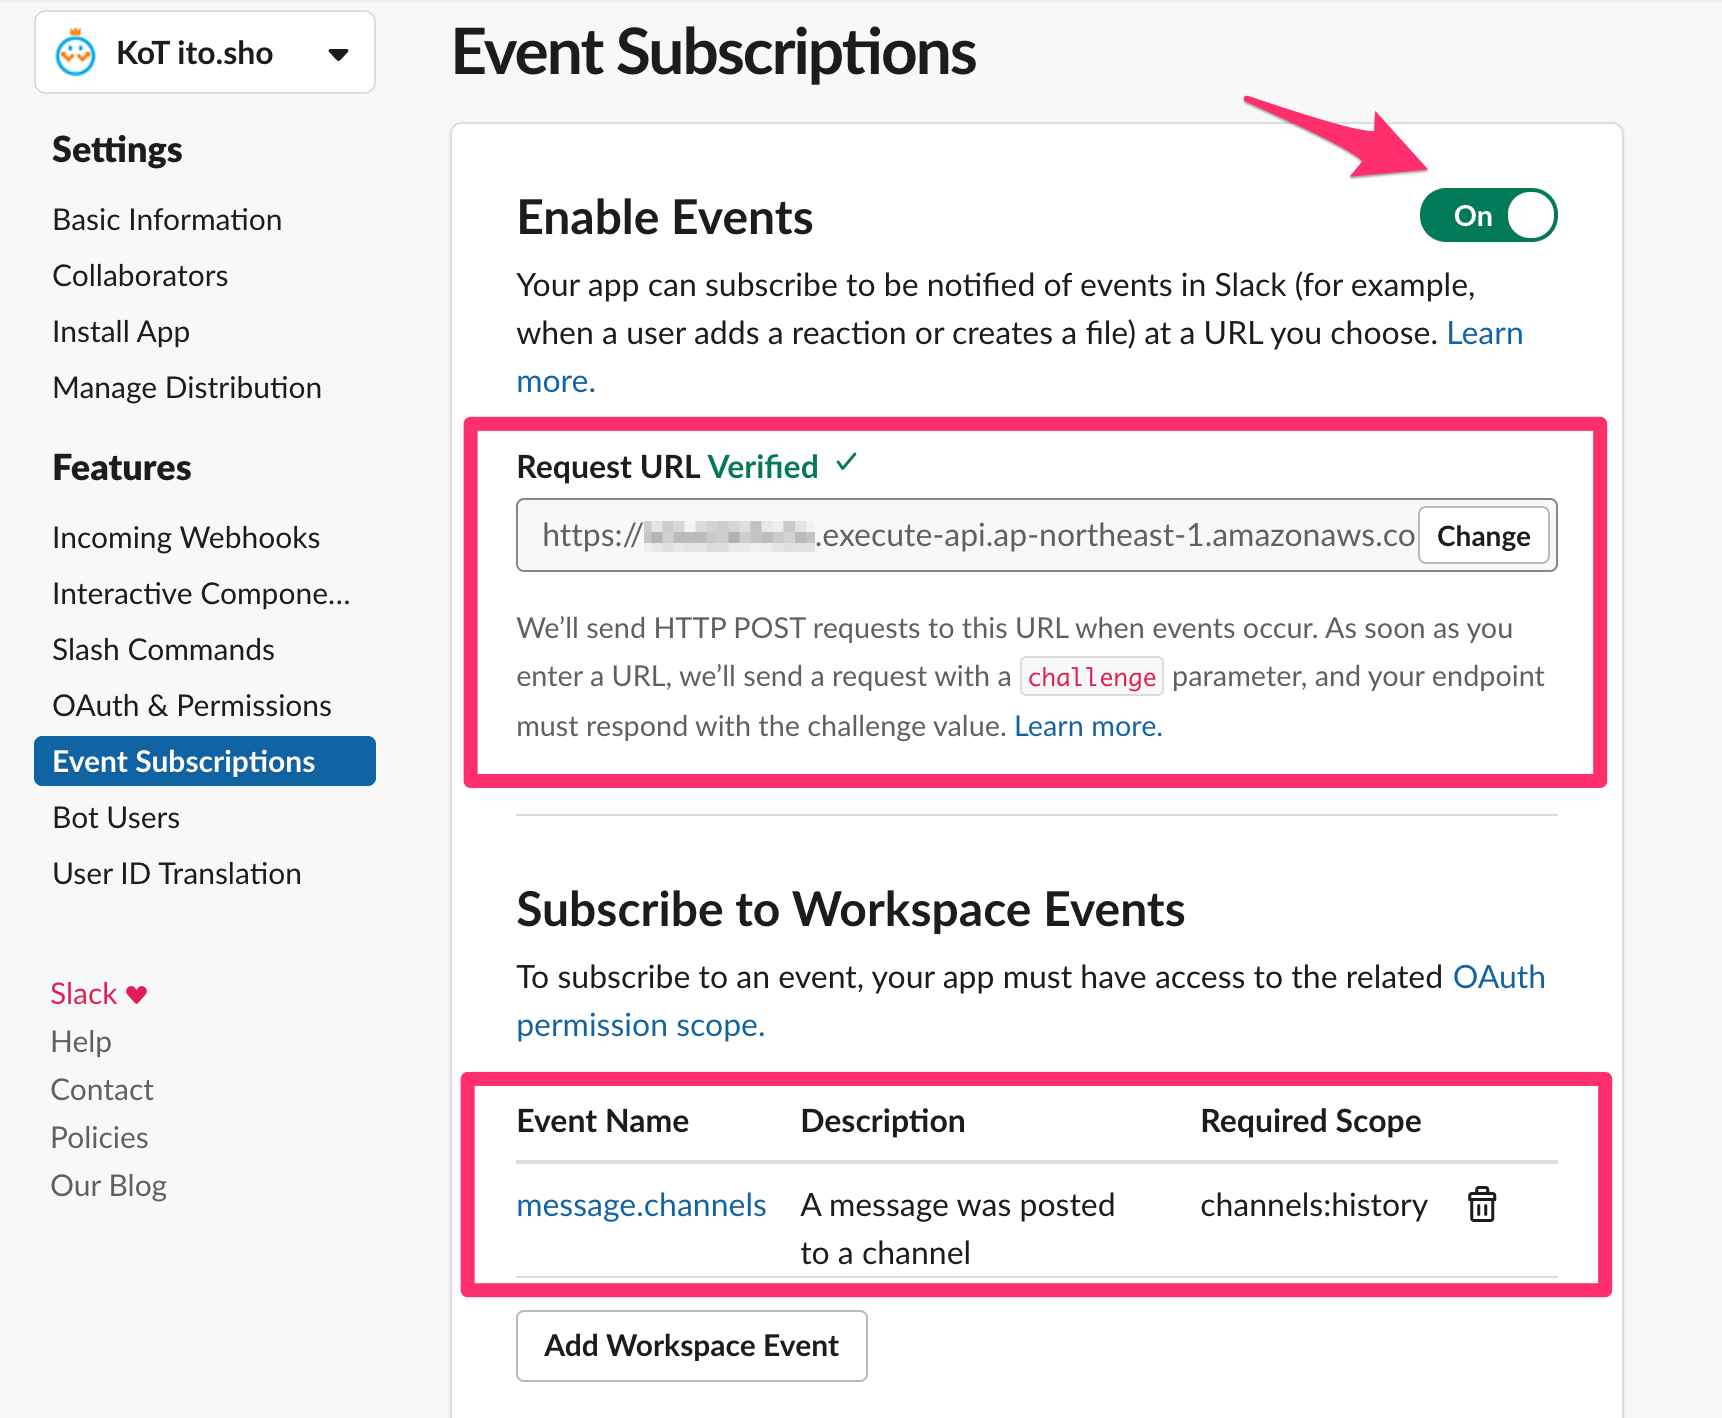 KoT ito.sho
Settings
Basic Information
Collaborators
Install App
Manage Distribution
Features
Incoming Webhooks
Interactive Compone...
Slash Commands
OAuth & Permissions
Event Subscriptions
Bot Users
User ID Translation
Slack
Help
Contact
Policies
Our Blog
Event Subscriptions
Enable Events
On
Your app can subscribe to be notified of events in Slack (for example,
when a user adds a reaction or creates a file) at a URL you choose. Learn
more.
Request URL Verified
https:// .execute-api.ap-northeast-1.amazonaws.co
Change
We’ll send HTTP POST requests to this URL when events occur. As soon as you
enter a URL, we’ll send a request with a challenge parameter, and your endpoint
must respond with the challenge value. Learn more.
Subscribe to Workspace Events
To subscribe to an event, your app must have access to the related OAuth
permission scope.
Event Name Description Required Scope
message.channels A message was posted channels:history
to a channel
Add Workspace Event